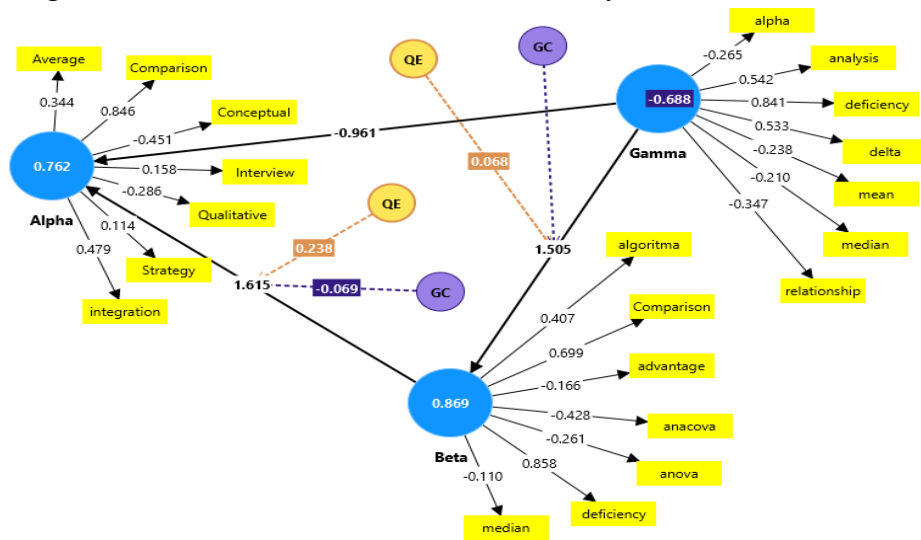 Average
Comparison
Conceptual
Interview
Qualitative
Strategy
integration
0.344
0.846
-0.451
0.158
-0.286
0.114
0.479
0.762
Alpha
QE
GC
0.068
-0.961
QE
0.238
1.615
-0.069
GC
1.505
-0.688
Gamma
alpha
analysis
deficiency
delta
mean
median
relationship
-0.265
0.542
0.841
0.533
-0.238
-0.210
-0.347
0.869
Beta
algoritma
Comparison
advantage
anacova
anova
deficiency
median
0.407
0.699
-0.166
-0.428
-0.261
0.858
-0.110